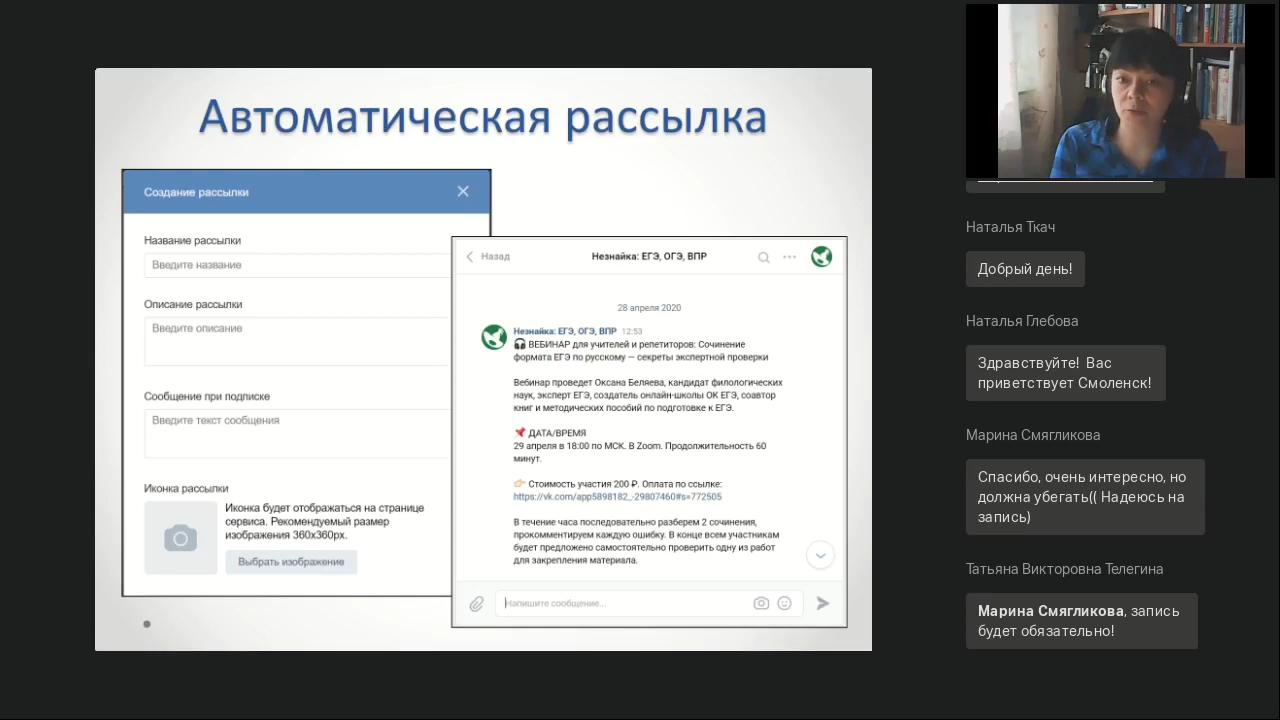 Автоматическая рассылка
Создание рассылки
Название рассылки
Введите название
Описание рассылки
Введите описание
Сообщение при подписке
Введите текст сообщения
Иконка рассылки
Иконка будет отображаться на странице
сервиса. Рекомендуемый размер
изображения 360x360px.
Выбрать изображение
Назад
Незнайка: ЕГЭ, ОГЭ, ВПР
28 апреля 2020
Незнайка: ЕГЭ, ОГЭ, ВПР 12:53
ВЕБИНАР для учителей и репетиторов: Сочинение
формата ЕГЭ по русскому — секреты экспертной проверки
Вебинар проведет Оксана Беляева, кандидат филологических
наук, эксперт ЕГЭ, создатель онлайн-школы ОК ЕГЭ, соавтор
книг и методических пособий по подготовке к ЕГЭ.
ДАТА/ВРЕМЯ
29 апреля в 18:00 по МСК. В Zoom. Продолжительность 60
минут.
Стоимость участия 200 ₽. Оплата по ссылке:
https://vk.com/app5898182_-29807460#s=772505
В течение часа последовательно разберем 2 сочинения,
прокомментируем каждую ошибку. В конце всем участникам
будет предложено самостоятельно проверить одну из работ
для закрепления материала.
Напишите сообщение...
Наталья Ткач
Добрый день!
Наталья Глебова
Здравствуйте! Вас
приветствует Смоленск!
Марина Смягликова
Спасибо, очень интересно, но
должна убегать(( Надеюсь на
запись)
Татьяна Викторовна Телегина
Марина Смягликова, запись
будет обязательно!